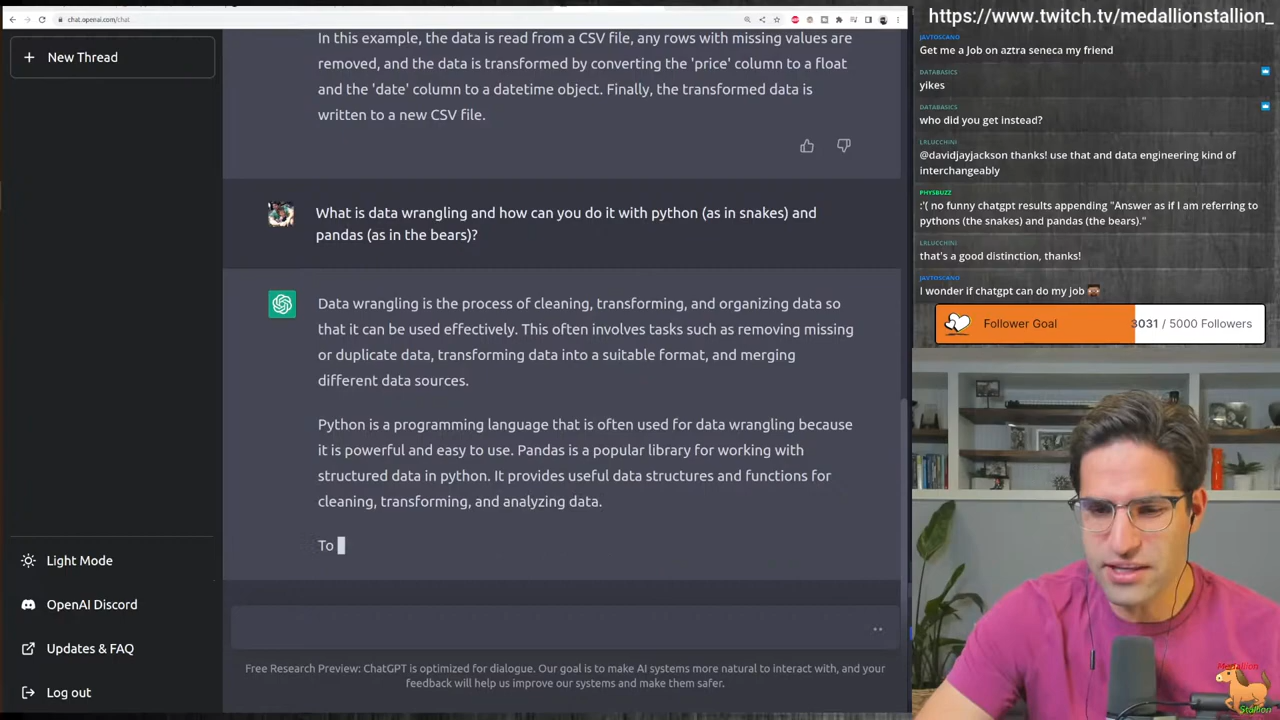 chat.openai.com/chat
https://www.twitch.tv/medallionstallion_
New Thread
In this example, the data is read from a CSV file, any rows with missing values are
removed, and the data is transformed by converting the 'price' column to a float
and the 'date' column to a datetime object. Finally, the transformed data is
written to a new CSV file.
What is data wrangling and how can you do it with python (as in snakes) and
pandas (as in the bears)?
Data wrangling is the process of cleaning, transforming, and organizing data so
that it can be used effectively. This often involves tasks such as removing missing
or duplicate data, transforming data into a suitable format, and merging
different data sources.
Python is a programming language that is often used for data wrangling because
it is powerful and easy to use. Pandas is a popular library for working with
structured data in python. It provides useful data structures and functions for
cleaning, transforming, and analyzing data.
To
Light Mode
OpenAI Discord
Updates & FAQ
Log out
Free Research Preview: ChatGPT is optimized for dialogue. Our goal is to make AI systems more natural to interact with, and your
feedback will help us improve our systems and make them safer.
JAVTOSCANO
Get me a Job on aztra seneca my friend
DATABASICS
yikes
DATABASICS
who did you get instead?
LRLUCCHINI
@davidjayjackson thanks! use that and data engineering kind of
interchangeably
PHYSBUZZ
:'( no funny chatgpt results appending "Answer as if I am referring to
pythons (the snakes) and pandas (the bears)."
LRLUCCHINI
that's a good distinction, thanks!
JAVTOSCANO
I wonder if chatgpt can do my job
Follower Goal
3031 / 5000 Followers
Medallion
Stallion